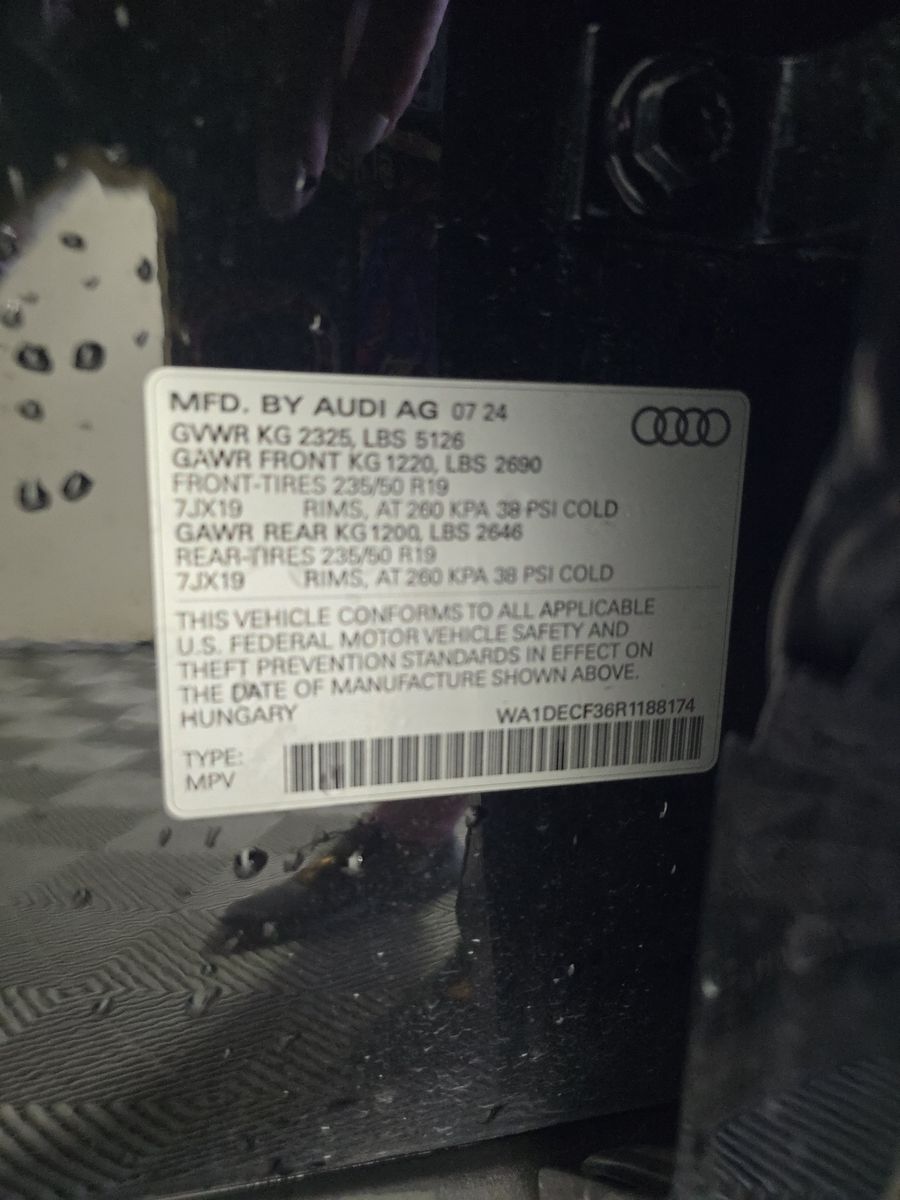 MFD. BY AUDI AG 07 24
GVWR KG 2325, LBS 5126
GAWR FRONT KG 1220, LBS 2690
FRONT-TIRES 235/50 R19
7JX19 RIMS, AT 260 KPA 38 PSI COLD
GAWR REAR KG 1200, LBS 2646
REAR-TIRES 235/50 R19
7JX19 RIMS, AT 260 KPA 38 PSI COLD
THIS VEHICLE CONFORMS TO ALL APPLICABLE
U.S. FEDERAL MOTOR VEHICLE SAFETY AND
THEFT PREVENTION STANDARDS IN EFFECT ON
THE DATE OF MANUFACTURE SHOWN ABOVE.
HUNGARY WA1DECF36R1188174
TYPE:
MPV